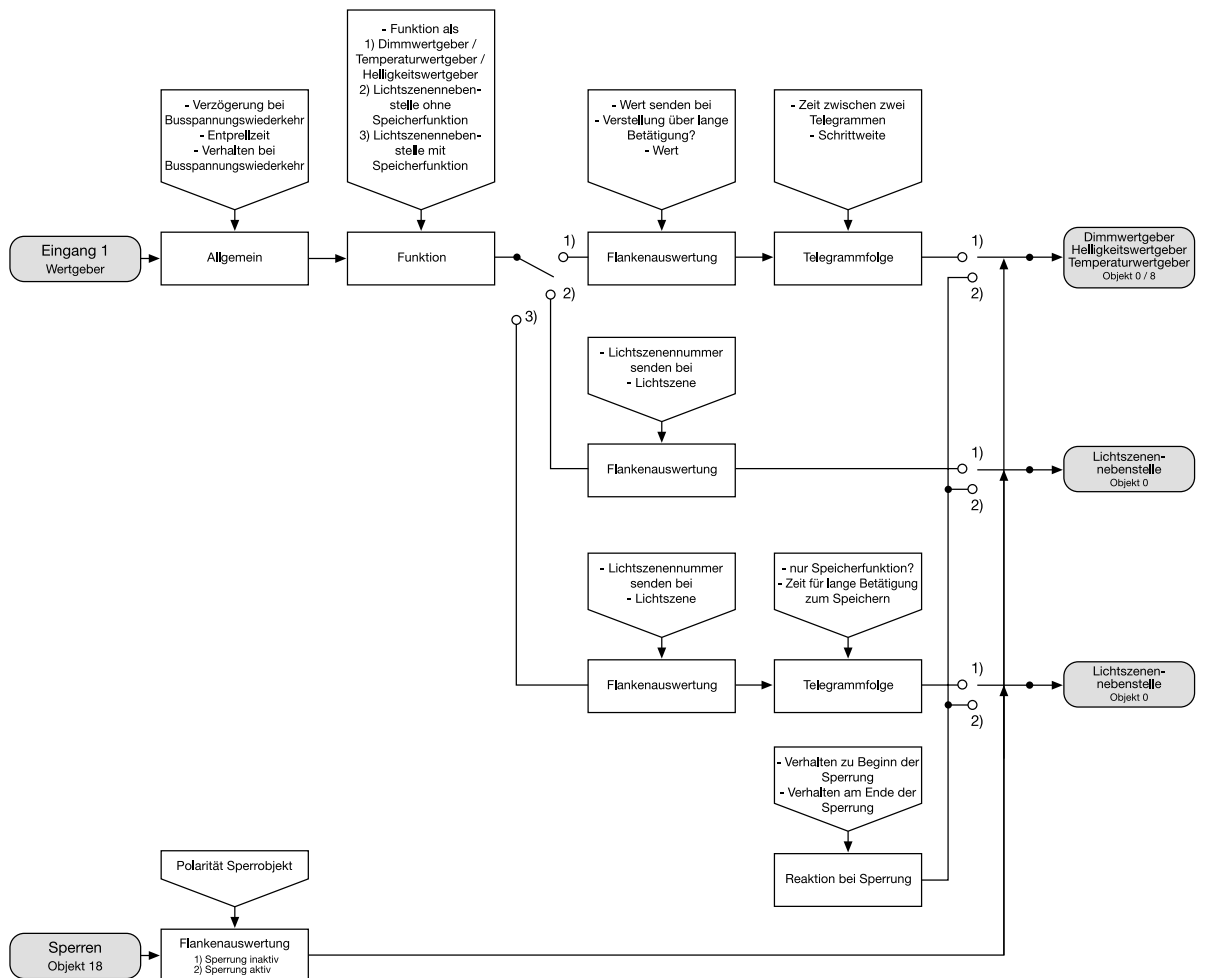 - Funktion als
1) Dimmwertgeber /
Temperaturwertgeber /
Helligkeitswertgeber
2) Lichtszenenneben-
stelle ohne
Speicherfunktion
3) Lichtszenenneben-
stelle mit
Speicherfunktion
- Verzögerung bei
Busspannungswiederkehr
- Entprellzeit
- Verhalten bei
Busspannungswiederkehr
- Wert senden bei
- Verstellung über lange
Betätigung?
- Wert
- Zeit zwischen zwei
Telegrammen
- Schrittweite
Eingang 1
Wertgeber
Allgemein
Funktion
1)
2)
3)
Flankenauswertung
Telegrammfolge
1)
2)
Dimmwertgeber
Helligkeitswertgeber
Temperaturwertgeber
Objekt 0 / 8
- Lichtszenennummer
senden bei
- Lichtszene
Flankenauswertung
1)
2)
Lichtszenen-
nebenstelle
Objekt 0
- Lichtszenennummer
senden bei
- Lichtszene
- nur Speicherfunktion?
- Zeit für lange Betätigung
zum Speichern
Flankenauswertung
Telegrammfolge
1)
2)
Lichtszenen-
nebenstelle
Objekt 0
- Verhalten zu Beginn der
Sperrung
- Verhalten am Ende der
Sperrung
Reaktion bei Sperrung
Polarität Sperrobjekt
Sperren
Objekt 18
Flankenauswertung
1) Sperrung inaktiv
2) Sperrung aktiv